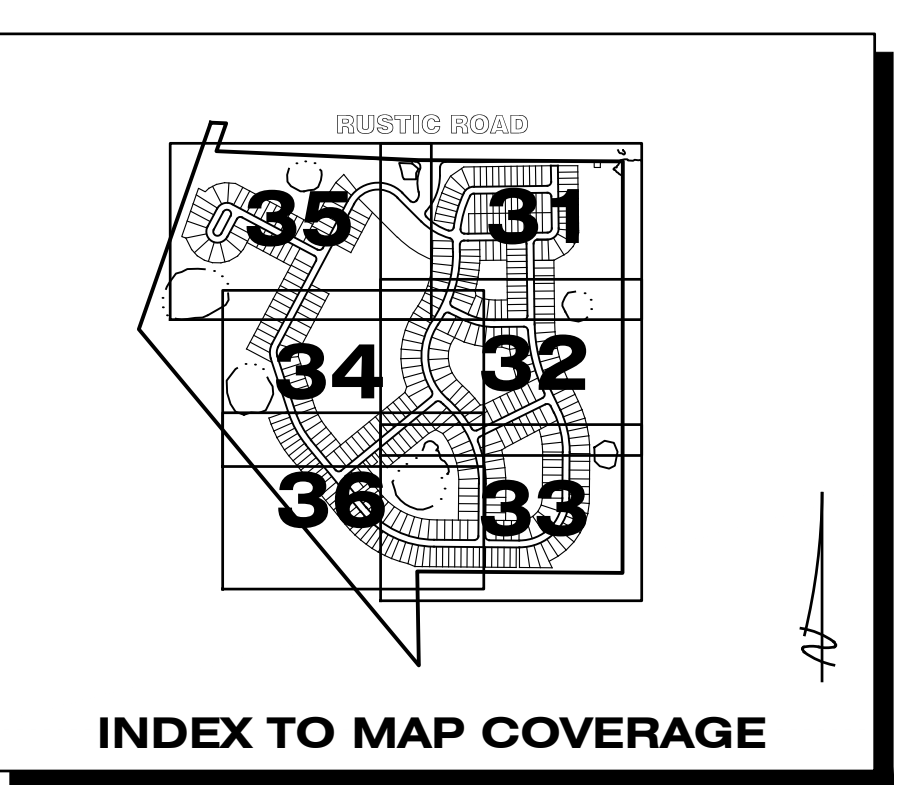 RUSTIC ROAD
35 31
34 32
36 33
N
INDEX TO MAP COVERAGE